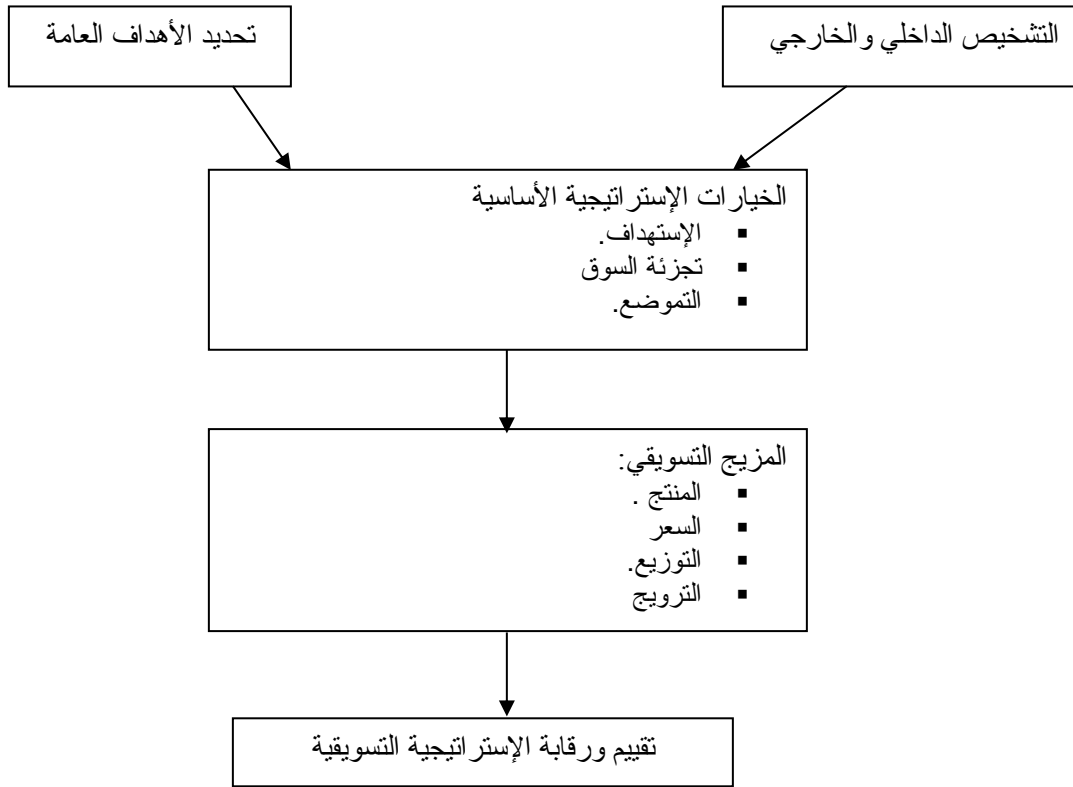 التشخيص الداخلي والخارجي
تحديد الأهداف العامة
الخيارات الإستراتيجية الأساسية
▪ الإستهداف.
▪ تجزئة السوق
▪ التموضع.
المزيج التسويقي:
▪ المنتج .
▪ السعر
▪ التوزيع.
▪ الترويج
تقييم ورقابة الإستراتيجية التسويقية